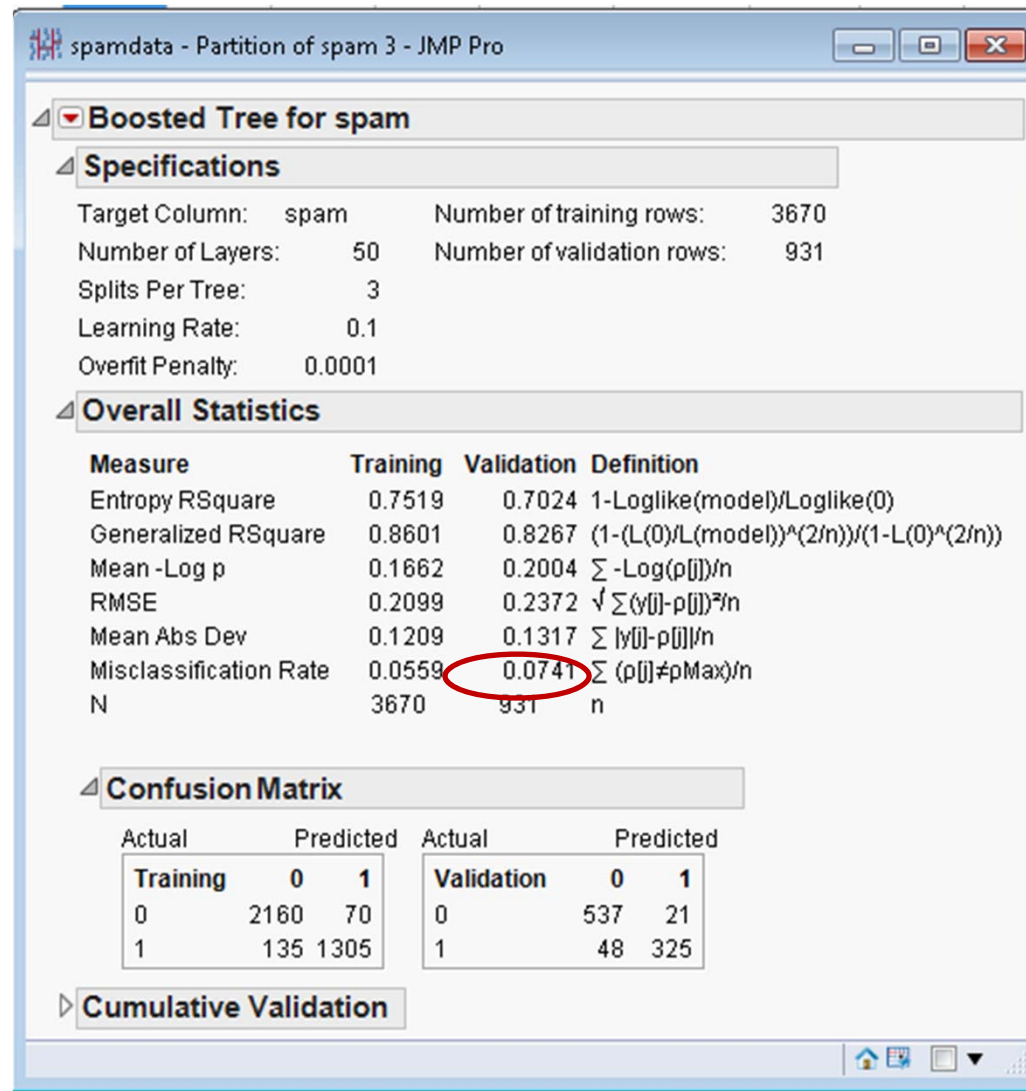 spamdata - Partition of spam 3 - JMP Pro
Boosted Tree for spam
Specifications
Target Column: spam Number of training rows: 3670
Number of Layers: 50 Number of validation rows: 931
Splits Per Tree: 3
Learning Rate: 0.1
Overfit Penalty: 0.0001
Overall Statistics
Measure Training Validation Definition
Entropy RSquare 0.7519 0.7024 1-Loglike(model)/Loglike(0)
Generalized RSquare 0.8601 0.8267 (1-(L(0)/L(model))^(2/n))/(1-L(0)^(2/n))
Mean -Log p 0.1662 0.2004 ∑ -Log(ρ[j])/n
RMSE 0.2099 0.2372 √ ∑(y[j]-ρ[j])²/n
Mean Abs Dev 0.1209 0.1317 ∑ |y[j]-ρ[j]|/n
Misclassification Rate 0.0559 0.0741 ∑ (ρ[j]≠ρMax)/n
N 3670 931 n
Confusion Matrix
Actual Predicted Actual Predicted
Training 0 1 Validation 0 1
0 2160 70 0 537 21
1 135 1305 1 48 325
Cumulative Validation